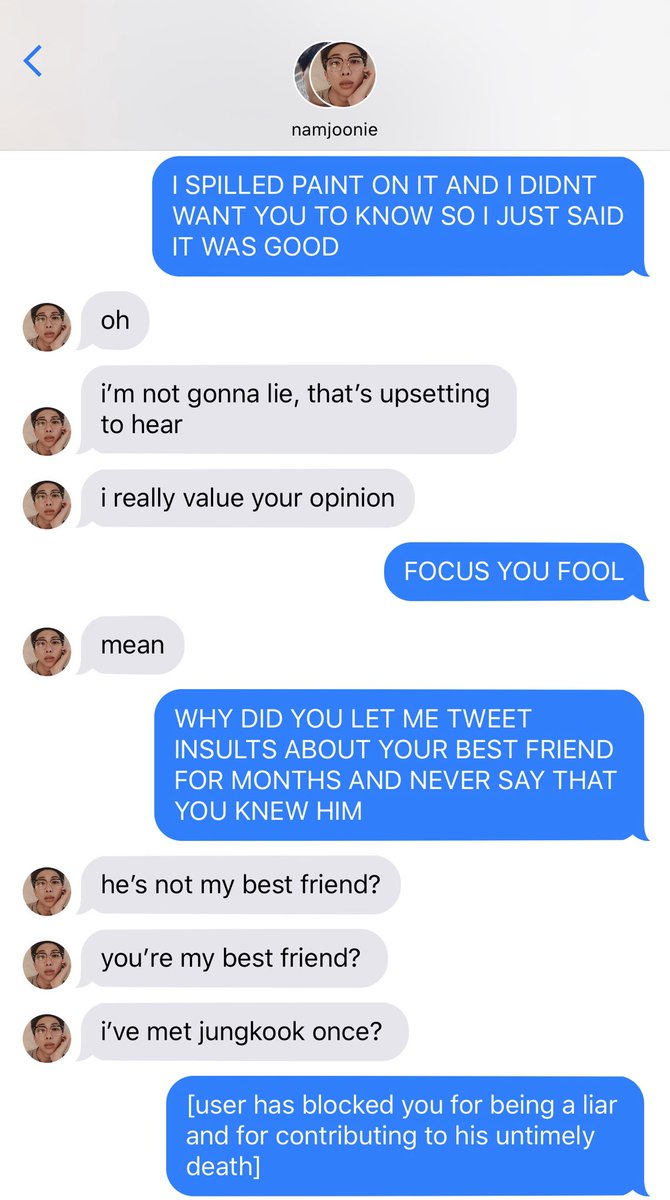 namjoonie
I SPILLED PAINT ON IT AND I DIDNT
WANT YOU TO KNOW SO I JUST SAID
IT WAS GOOD
oh
i’m not gonna lie, that’s upsetting
to hear
i really value your opinion
FOCUS YOU FOOL
mean
WHY DID YOU LET ME TWEET
INSULTS ABOUT YOUR BEST FRIEND
FOR MONTHS AND NEVER SAY THAT
YOU KNEW HIM
he’s not my best friend?
you’re my best friend?
i’ve met jungkook once?
[user has blocked you for being a liar
and for contributing to his untimely
death]